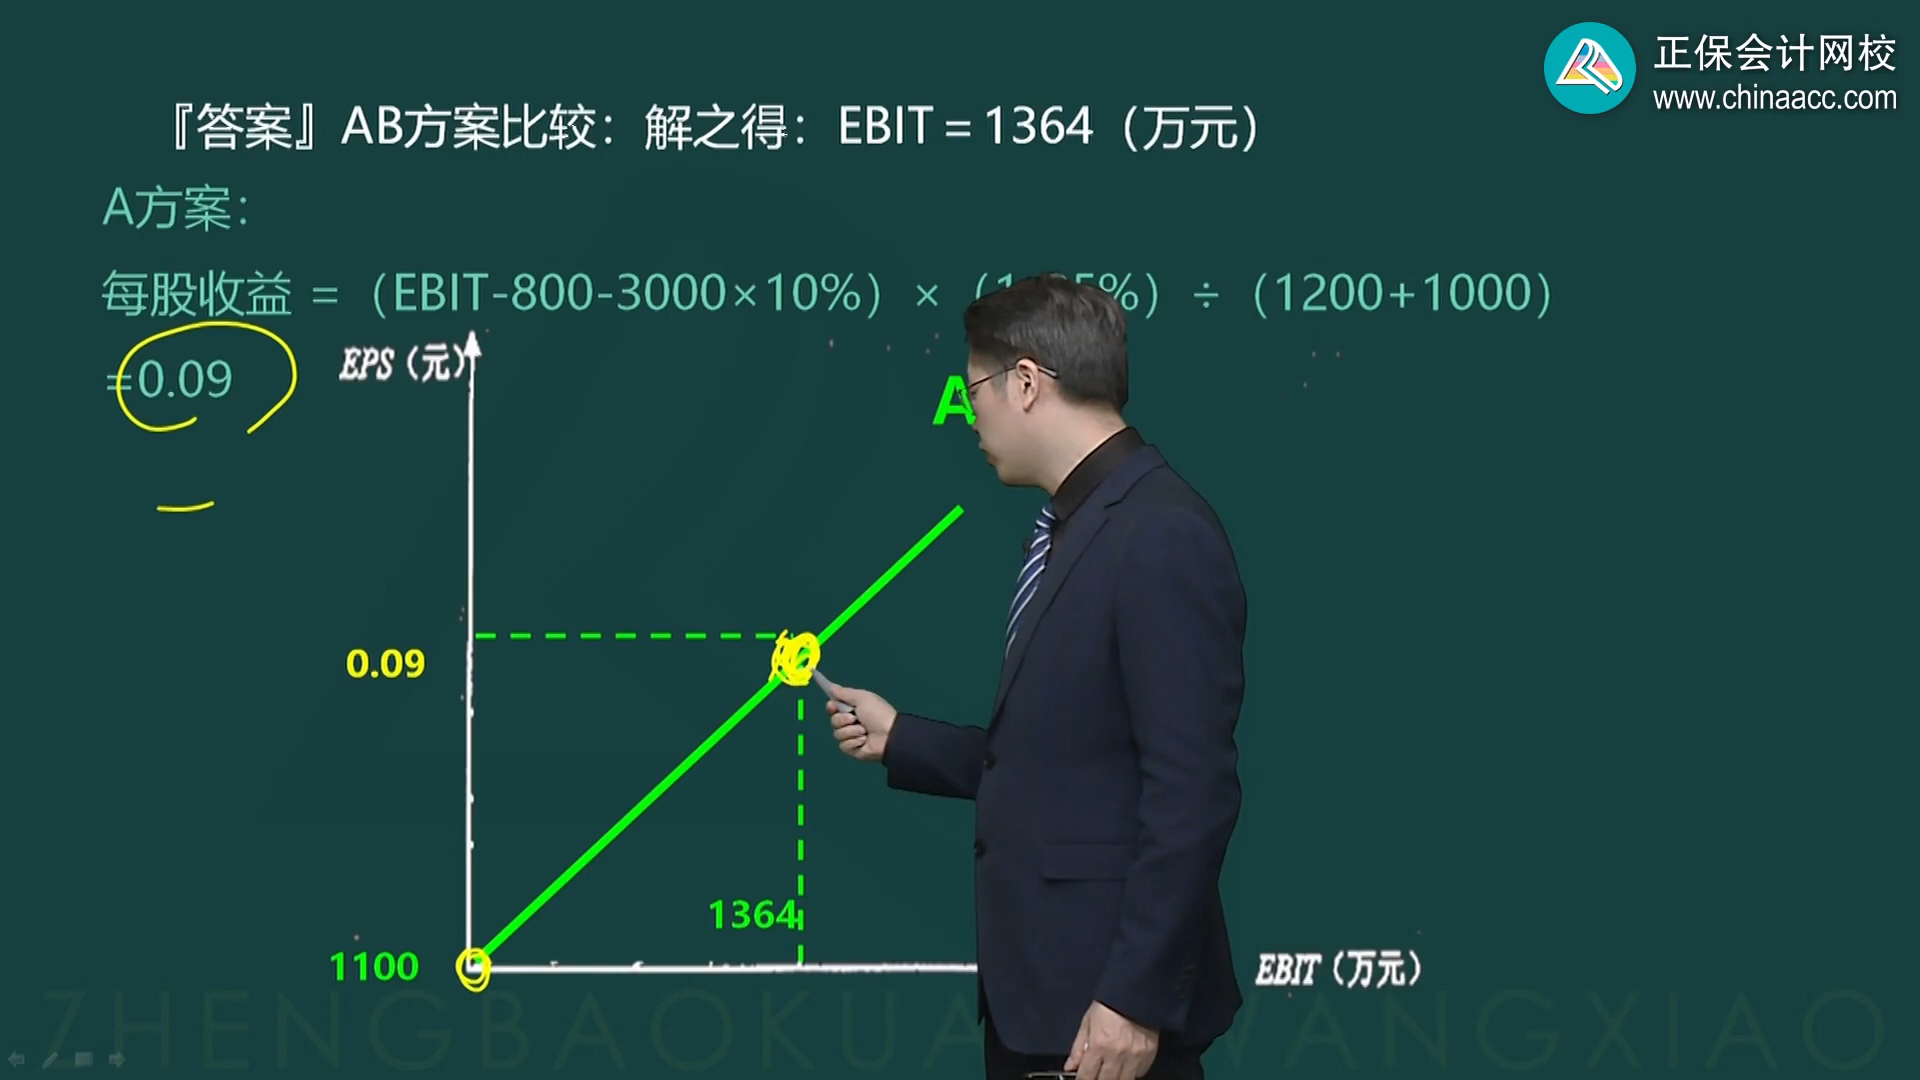 正保会计网校
www.chinaacc.com
『答案』AB方案比较：解之得：EBIT＝1364（万元）
A方案：
每股收益 =（EBIT-800-3000×10%）×（1 5%）÷（1200+1000）
=0.09
EPS（元）
A
0.09
1364
1100
EBIT（万元）